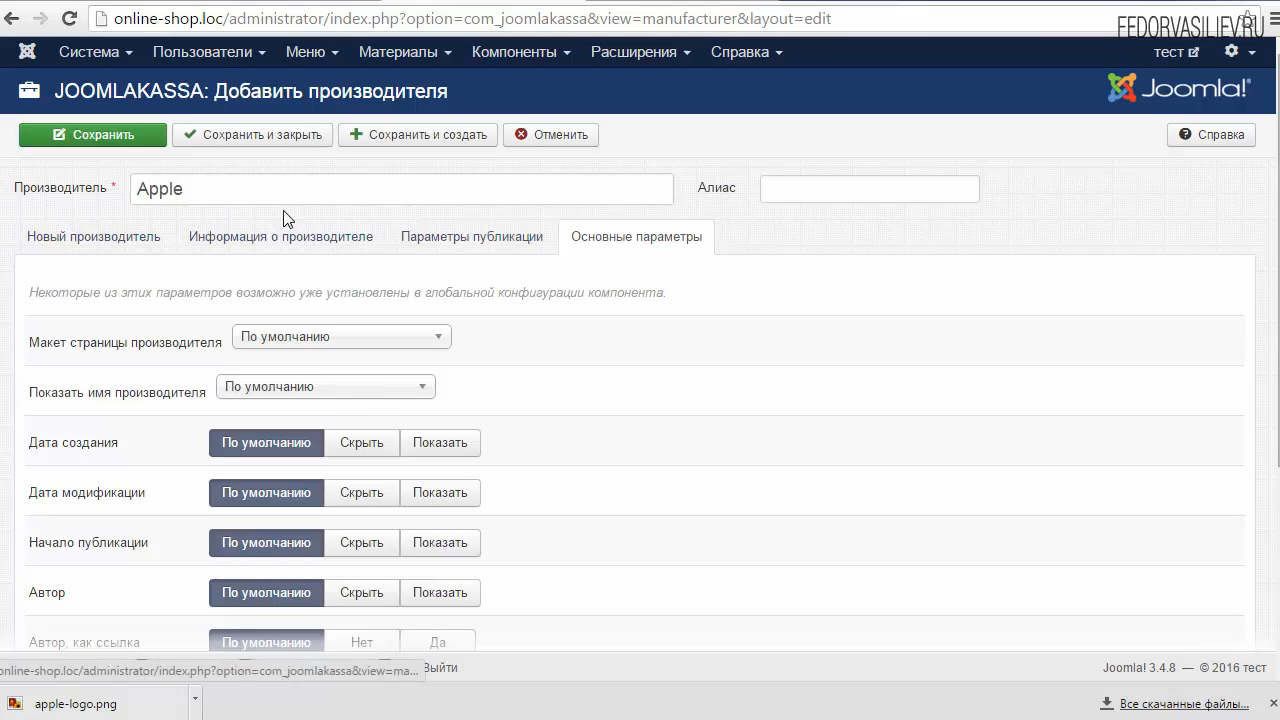 online-shop.loc/administrator/index.php?option=com_joomlakassa&view=manufacturer&layout=edit
FEDORVASILIEV.RU
Система Пользователи Меню Материалы Компоненты Расширения Справка тест
JOOMLAKASSA: Добавить производителя Joomla!
Сохранить Сохранить и закрыть Сохранить и создать Отменить Справка
Производитель * Apple Алиас
Новый производитель Информация о производителе Параметры публикации Основные параметры
Некоторые из этих параметров возможно уже установлены в глобальной конфигурации компонента.
Макет страницы производителя По умолчанию
Показать имя производителя По умолчанию
Дата создания По умолчанию Скрыть Показать
Дата модификации По умолчанию Скрыть Показать
Начало публикации По умолчанию Скрыть Показать
Автор По умолчанию Скрыть Показать
Автор, как ссылка По умолчанию Нет Да
online-shop.loc/administrator/index.php?option=com_joomlakassa&view=ma... Выйти Joomla! 3.4.8 — © 2016 тест
apple-logo.png Все скачанные файлы...